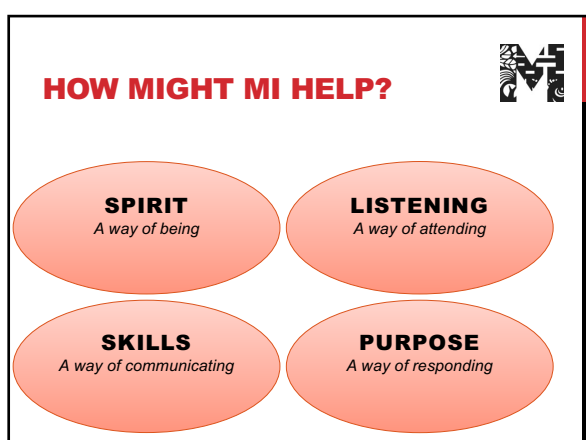 HOW MIGHT MI HELP?
M
SPIRIT
A way of being
LISTENING
A way of attending
SKILLS
A way of communicating
PURPOSE
A way of responding